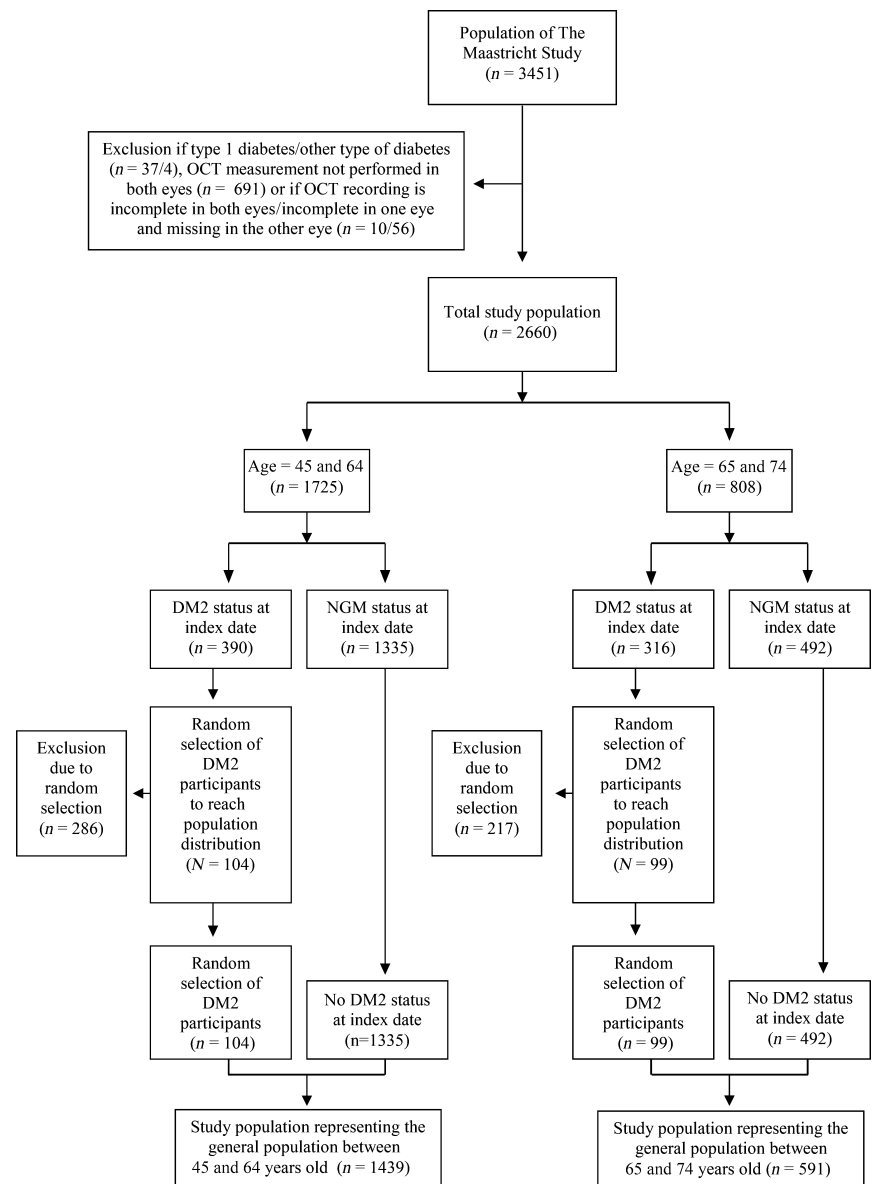 Population of The
Maastricht Study
(n = 3451)
Exclusion if type 1 diabetes/other type of diabetes
(n = 37/4), OCT measurement not performed in
both eyes (n = 691) or if OCT recording is
incomplete in both eyes/incomplete in one eye
and missing in the other eye (n = 10/56)
Total study population
(n = 2660)
Age = 45 and 64
(n = 1725)
Age = 65 and 74
(n = 808)
DM2 status at
index date
(n = 390)
NGM status at
index date
(n = 1335)
DM2 status at
index date
(n = 316)
NGM status at
index date
(n = 492)
Exclusion
due to
random
selection
(n = 286)
Random
selection of
DM2
participants
to reach
population
distribution
(N = 104)
Exclusion
due to
random
selection
(n = 217)
Random
selection of
DM2
participants
to reach
population
distribution
(N = 99)
Random
selection of
DM2
participants
(n = 104)
No DM2 status
at index date
(n=1335)
Random
selection of
DM2
participants
(n = 99)
No DM2 status
at index date
(n = 492)
Study population representing the
general population between
45 and 64 years old (n = 1439)
Study population representing the
general population between
65 and 74 years old (n = 591)